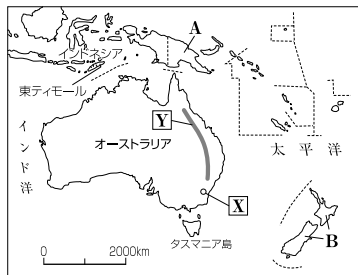 A
インドネシア
東ティモール
Y
インド洋
オーストラリア
太平洋
X
B
0 2000km
タスマニア島